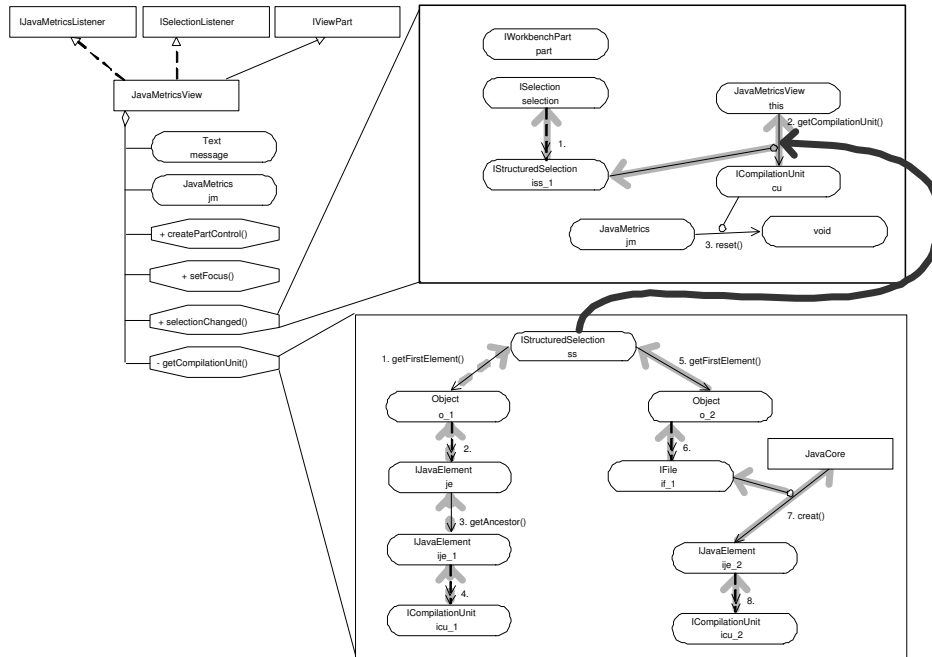 IJavaMetricsListener
ISelectionListener
IViewPart
JavaMetricsView
Text
message
JavaMetrics
jm
+ createPartControl()
+ setFocus()
+ selectionChanged()
- getCompilationUnit()
IWorkbenchPart
part
ISelection
selection
1.
IStructuredSelection
iss_1
JavaMetricsView
this
2. getCompilationUnit()
ICompilationUnit
cu
JavaMetrics
jm
3. reset()
void
IStructuredSelection
ss
1. getFirstElement()
5. getFirstElement()
Object
o_1
Object
o_2
2.
6.
IJavaElement
je
IFile
if_1
JavaCore
3. getAncestor()
7. creat()
IJavaElement
ije_1
IJavaElement
ije_2
4.
8.
ICompilationUnit
icu_1
ICompilationUnit
icu_2